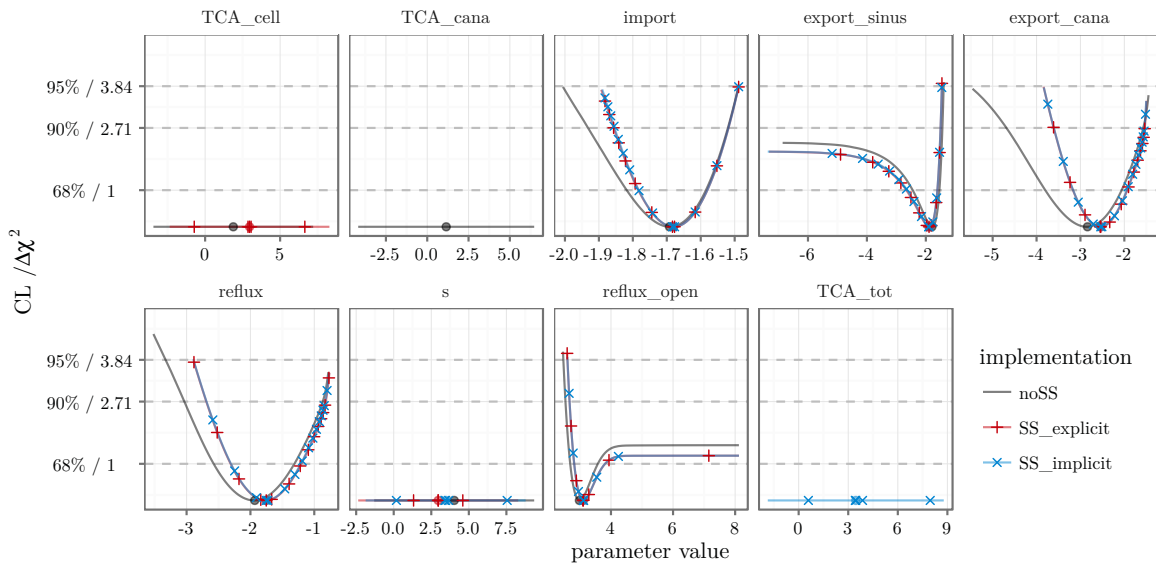 TCA_cell TCA_cana import export_sinus export_cana
95% / 3.84
90% / 2.71
68% / 1
0 5 0.0 2.5 5.0 -2.0 -1.9 -1.8 -1.7 -1.6 -1.5 -6 -4 -2 -5 -4 -3 -2
CL /Δχ²
reflux s reflux_open TCA_tot
95% / 3.84
90% / 2.71
68% / 1
-3 -2 -1 -2.5 0.0 2.5 5.0 7.5 4 6 8 0 3 6 9
parameter value
implementation
noSS
SS_explicit
SS_implicit